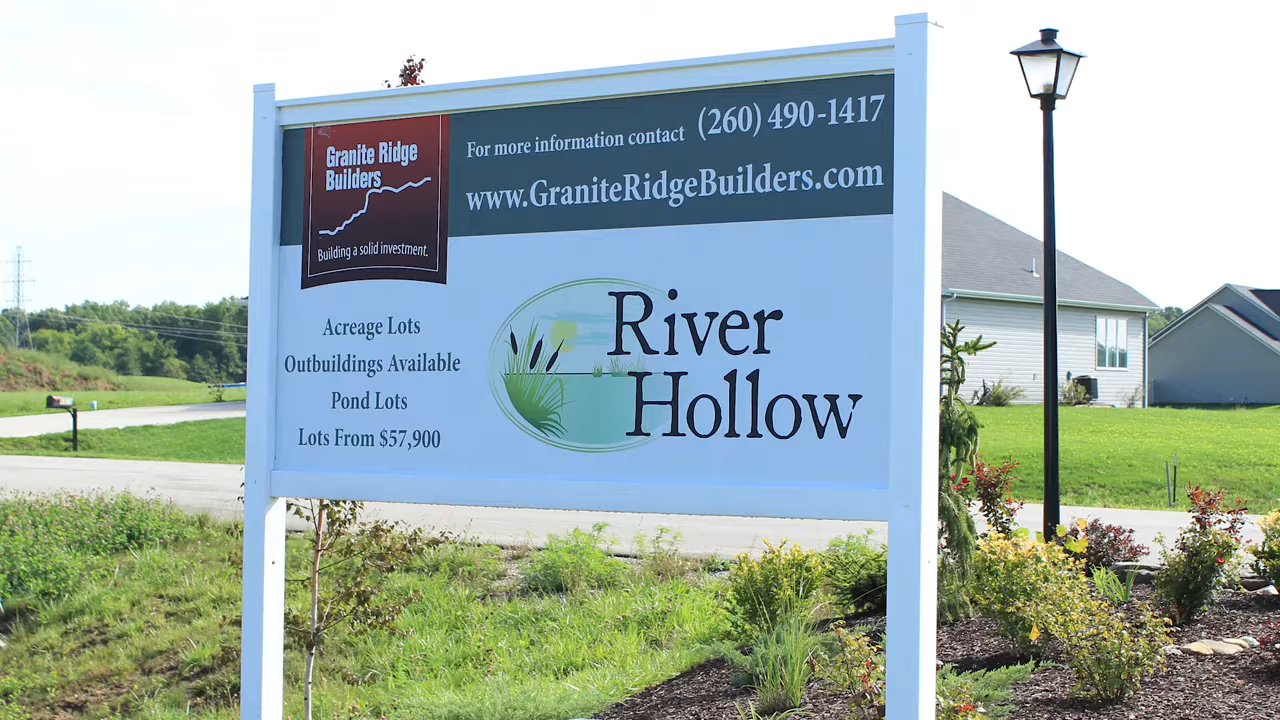 Granite Ridge
Builders
Building a solid investment.
For more information contact (260) 490-1417
www.GraniteRidgeBuilders.com
Acreage Lots
Outbuildings Available
Pond Lots
Lots From $57,900
River
Hollow